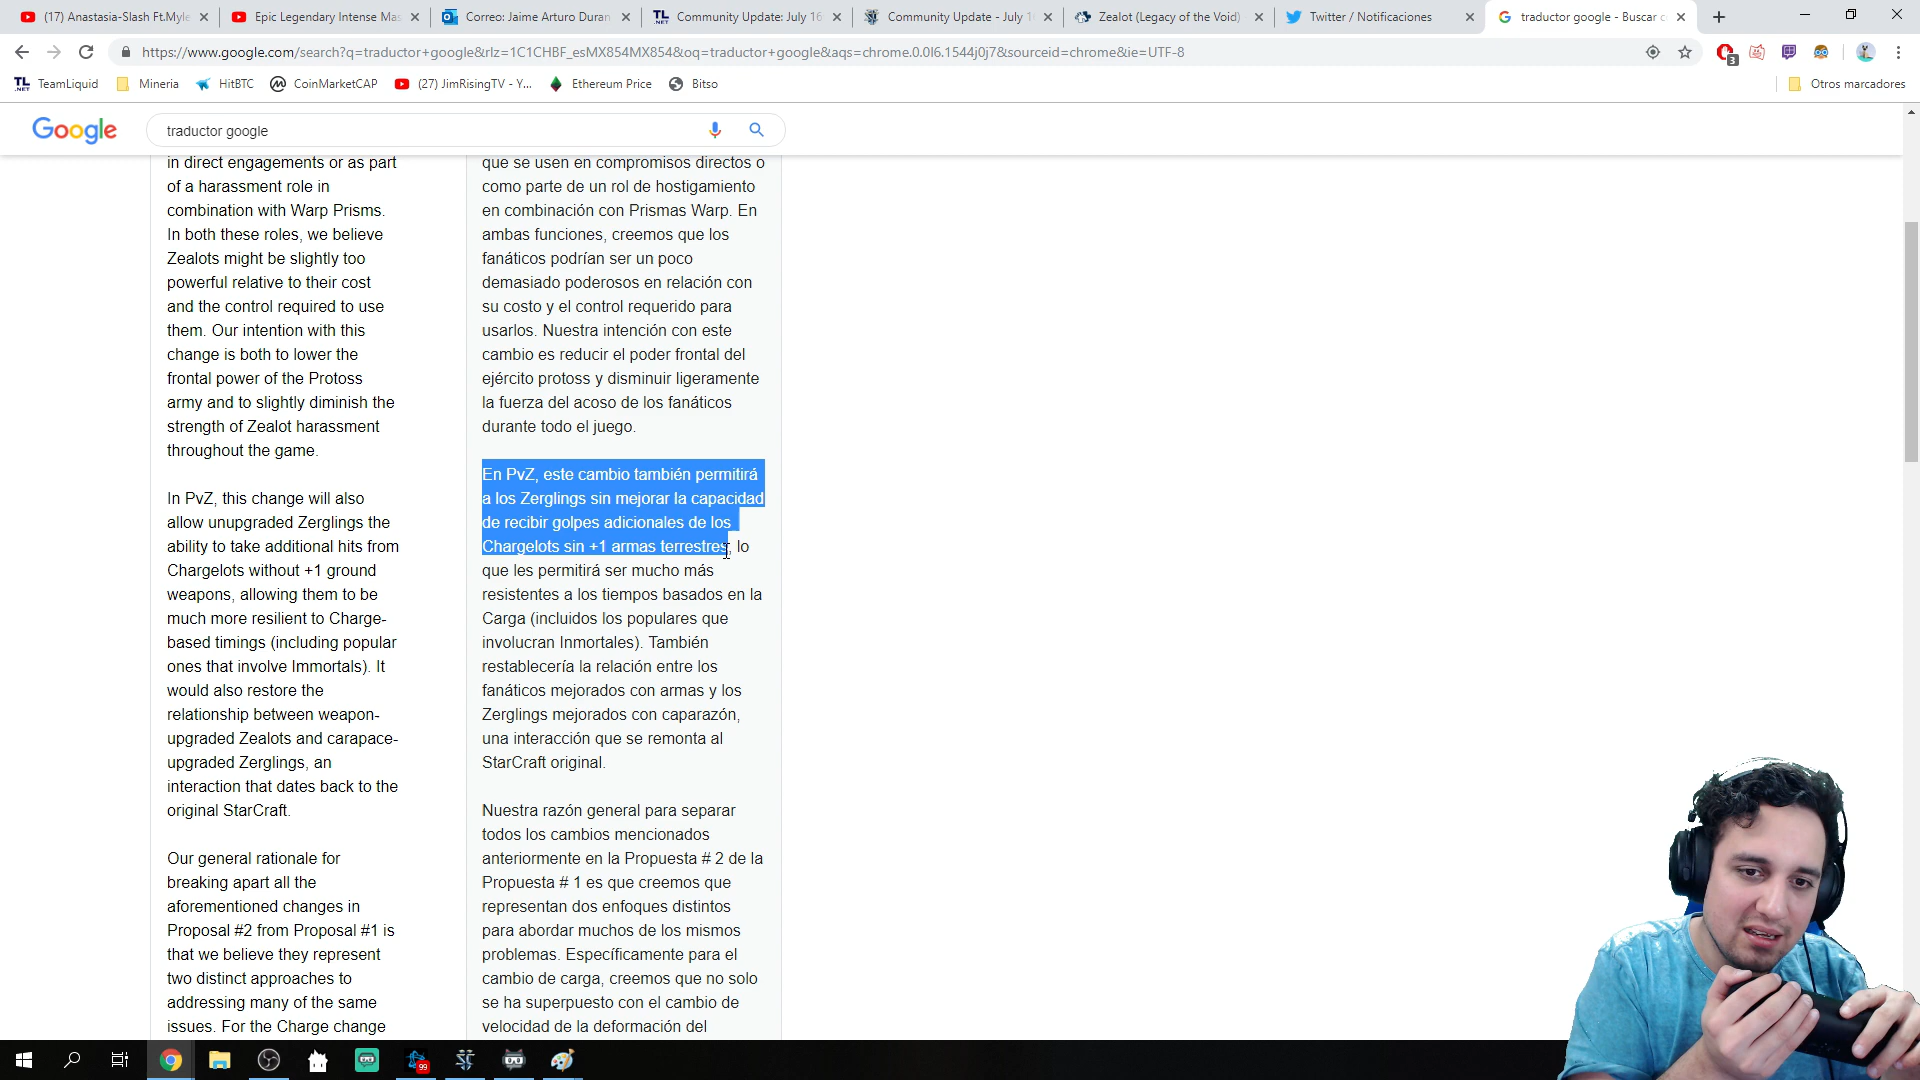 (17) Anastasia-Slash Ft.Myle
Epic Legendary Intense Mas
Correo: Jaime Arturo Duran
TL .NET Community Update: July 16
Community Update - July 1
Zealot (Legacy of the Void)
Twitter / Notificaciones
traductor google - Buscar c
https://www.google.com/search?q=traductor+google&rlz=1C1CHBF_esMX854MX854&oq=traductor+google&aqs=chrome.0.0l6.1544j0j7&sourceid=chrome&ie=UTF-8
3
TL .NET TeamLiquid
Mineria
HitBTC
CoinMarketCAP
(27) JimRisingTV - Y...
Ethereum Price
Bitso
Otros marcadores
Google
traductor google
in direct engagements or as part
of a harassment role in
combination with Warp Prisms.
In both these roles, we believe
Zealots might be slightly too
powerful relative to their cost
and the control required to use
them. Our intention with this
change is both to lower the
frontal power of the Protoss
army and to slightly diminish the
strength of Zealot harassment
throughout the game.
In PvZ, this change will also
allow unupgraded Zerglings the
ability to take additional hits from
Chargelots without +1 ground
weapons, allowing them to be
much more resilient to Charge-
based timings (including popular
ones that involve Immortals). It
would also restore the
relationship between weapon-
upgraded Zealots and carapace-
upgraded Zerglings, an
interaction that dates back to the
original StarCraft.
Our general rationale for
breaking apart all the
aforementioned changes in
Proposal #2 from Proposal #1 is
that we believe they represent
two distinct approaches to
addressing many of the same
issues. For the Charge change
que se usen en compromisos directos o
como parte de un rol de hostigamiento
en combinación con Prismas Warp. En
ambas funciones, creemos que los
fanáticos podrían ser un poco
demasiado poderosos en relación con
su costo y el control requerido para
usarlos. Nuestra intención con este
cambio es reducir el poder frontal del
ejército protoss y disminuir ligeramente
la fuerza del acoso de los fanáticos
durante todo el juego.
En PvZ, este cambio también permitirá
a los Zerglings sin mejorar la capacidad
de recibir golpes adicionales de los
Chargelots sin +1 armas terrestres, lo
que les permitirá ser mucho más
resistentes a los tiempos basados en la
Carga (incluidos los populares que
involucran Inmortales). También
restablecería la relación entre los
fanáticos mejorados con armas y los
Zerglings mejorados con caparazón,
una interacción que se remonta al
StarCraft original.
Nuestra razón general para separar
todos los cambios mencionados
anteriormente en la Propuesta # 2 de la
Propuesta # 1 es que creemos que
representan dos enfoques distintos
para abordar muchos de los mismos
problemas. Específicamente para el
cambio de carga, creemos que no solo
se ha superpuesto con el cambio de
velocidad de la deformación del
99